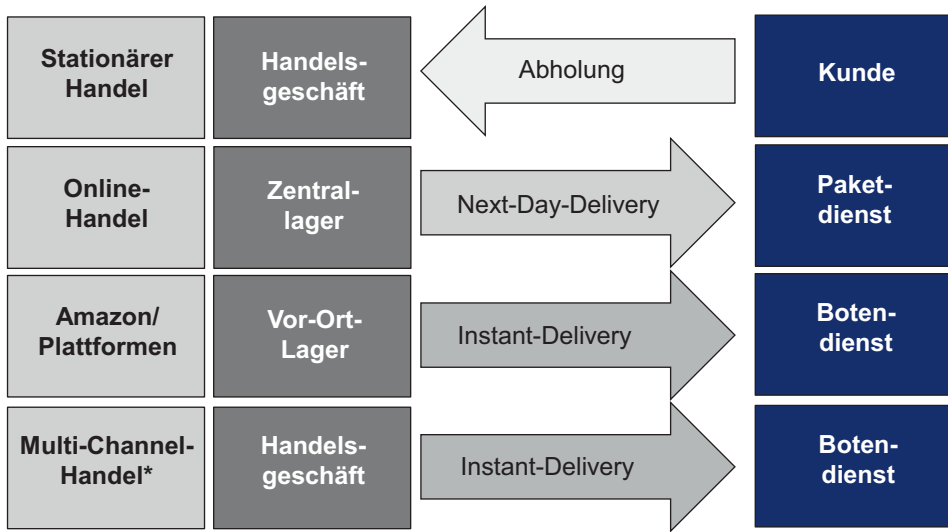 Stationärer
Handel
Handels-
geschäft
Abholung
Kunde
Online-
Handel
Zentral-
lager
Next-Day-Delivery
Paket-
dienst
Amazon/
Plattformen
Vor-Ort-
Lager
Instant-Delivery
Boten-
dienst
Multi-Channel-
Handel*
Handels-
geschäft
Instant-Delivery
Boten-
dienst